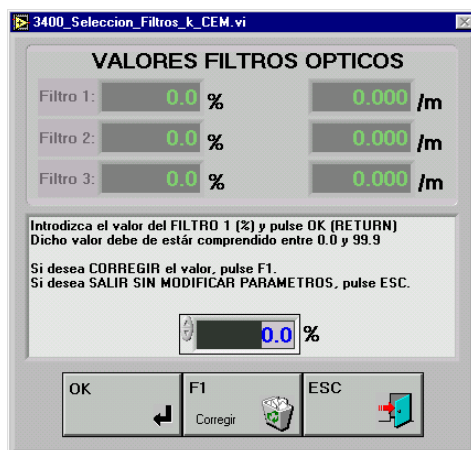 3400_Seleccion_Filtros_k_CEM.vi
VALORES FILTROS OPTICOS
Filtro 1: 0.0 % 0.000 /m
Filtro 2: 0.0 % 0.000 /m
Filtro 3: 0.0 % 0.000 /m
Introdizca el valor del FILTRO 1 (%) y pulse OK (RETURN)
Dicho valor debe de estár comprendido entre 0.0 y 99.9
Si desea CORREGIR el valor, pulse F1.
Si desea SALIR SIN MODIFICAR PARAMETROS, pulse ESC.
0.0 %
OK F1 ESC
Corregir